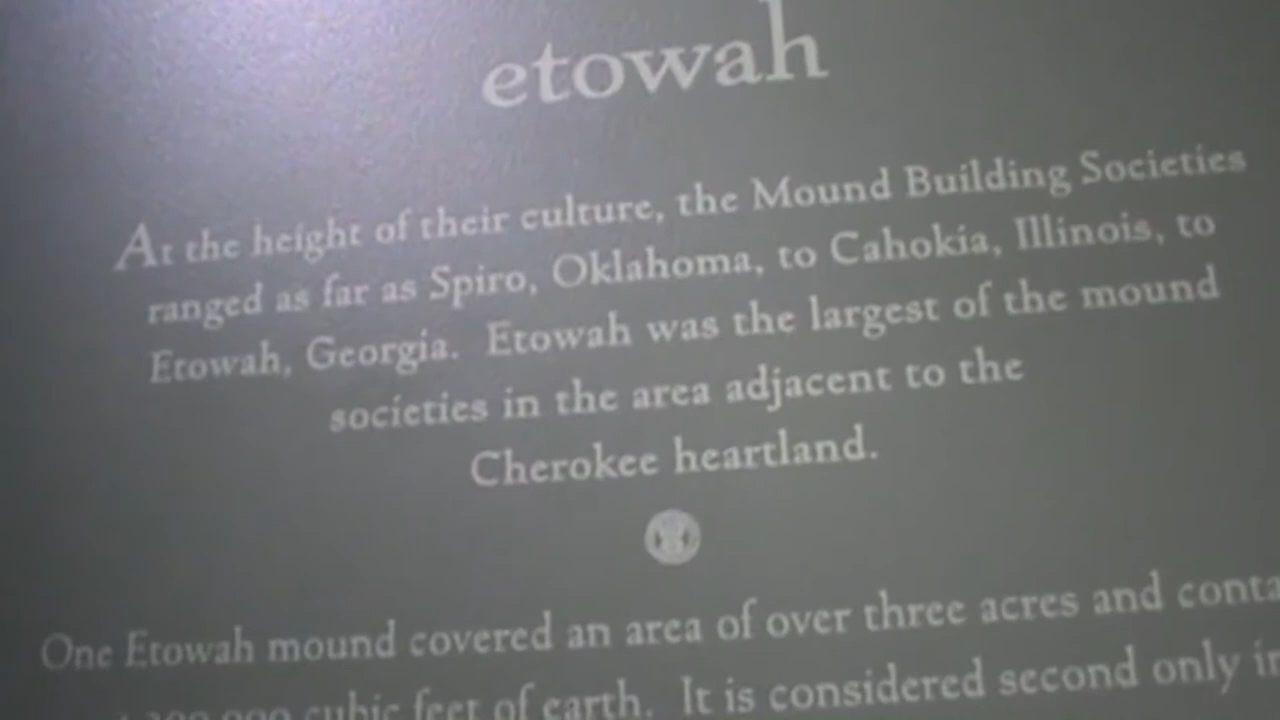 etowah
At the height of their culture, the Mound Building Societies
ranged as far as Spiro, Oklahoma, to Cahokia, Illinois, to
Etowah, Georgia. Etowah was the largest of the mound
societies in the area adjacent to the
Cherokee heartland.
One Etowah mound covered an area of over three acres and
cubic feet of earth. It is considered second only